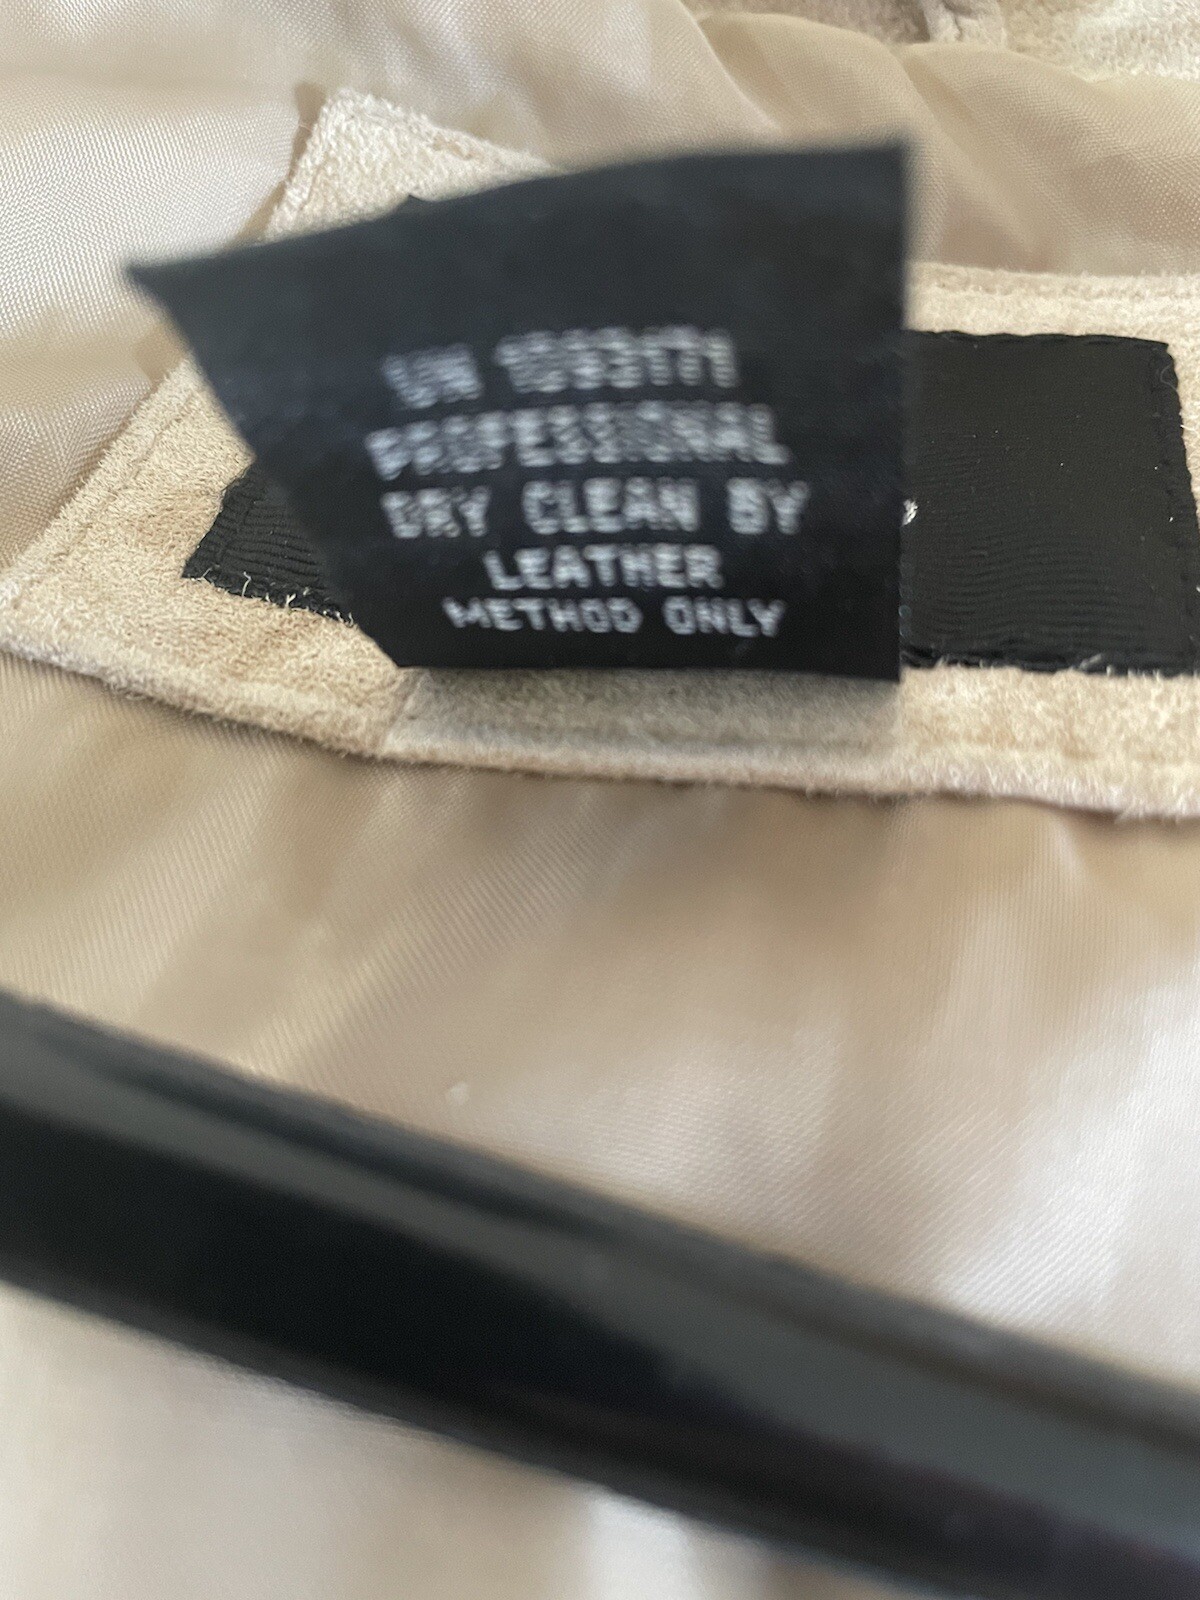 PROFESSIONAL
DRY CLEAN BY
LEATHER
METHOD ONLY